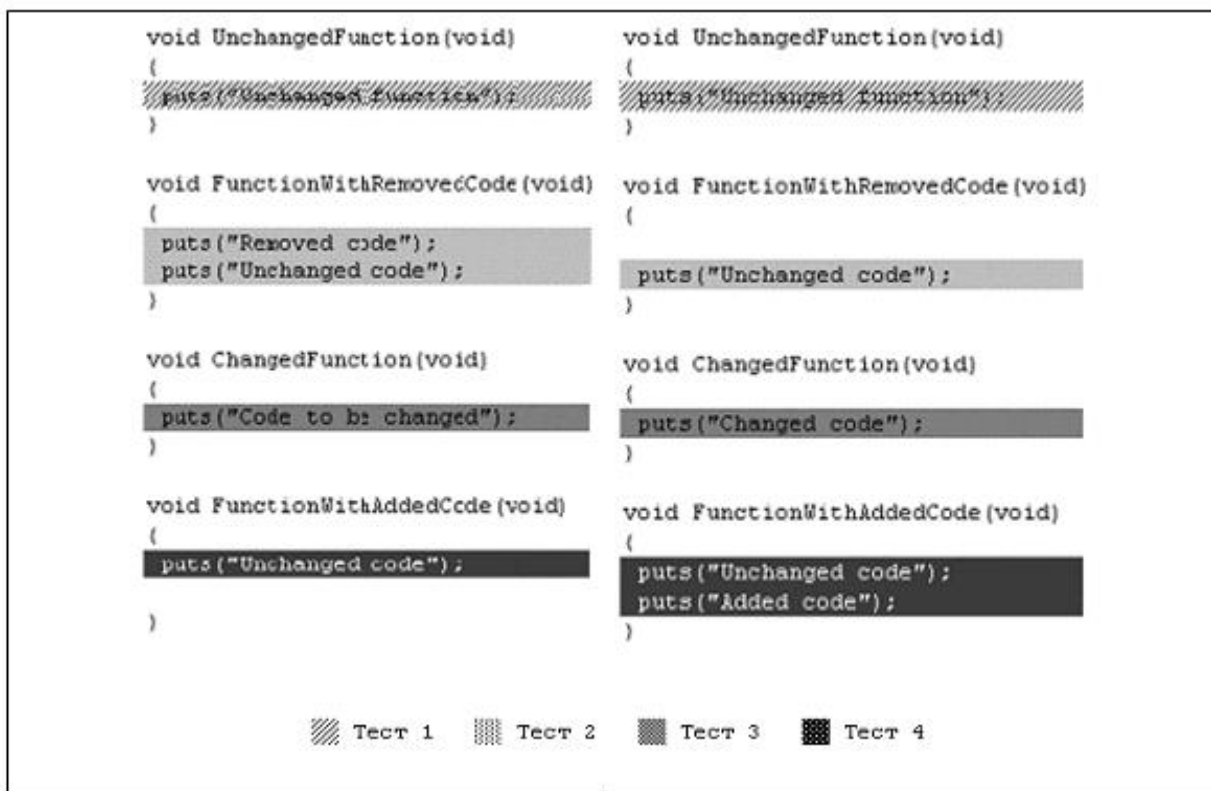 void UnchangedFunction(void)
{
puts("Unchanged function");
}
void FunctionWithRemovedCode(void)
{
puts("Removed code");
puts("Unchanged code");
}
void ChangedFunction(void)
{
puts("Code to be changed");
}
void FunctionWithAddedCode(void)
{
puts("Unchanged code");
}
void UnchangedFunction(void)
{
puts("Unchanged function");
}
void FunctionWithRemovedCode(void)
{
puts("Unchanged code");
}
void ChangedFunction(void)
{
puts("Changed code");
}
void FunctionWithAddedCode(void)
{
puts("Unchanged code");
puts("Added code");
}
Тест 1 Тест 2 Тест 3 Тест 4